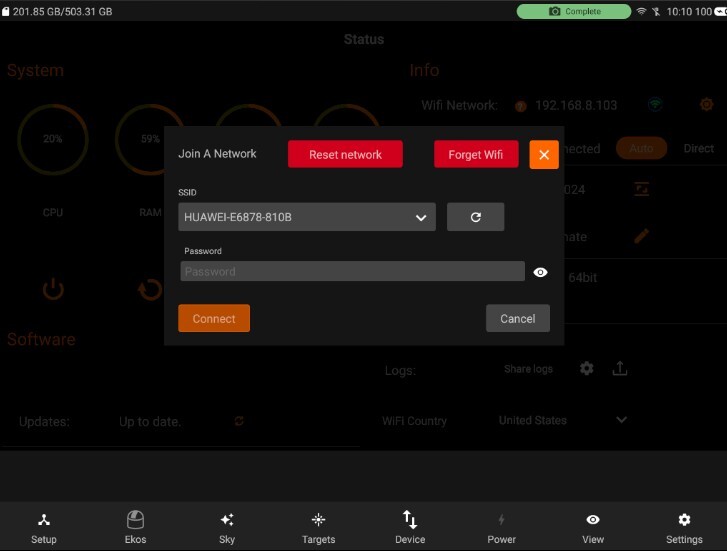 201.85 GB/503.31 GB
Complete
10:10 100
Status
System
Info
Wifi Network: 192.168.8.103
20%
59%
Join A Network
Reset network
Forget Wifi
Auto
Direct
SSID
024
HUAWEI-E6878-810B
CPU
RAM
Password
Password
64bit
Connect
Cancel
Software
Logs:
Share logs
Updates:
Up to date.
WiFI Country
United States
Setup
Ekos
Sky
Targets
Device
Power
View
Settings